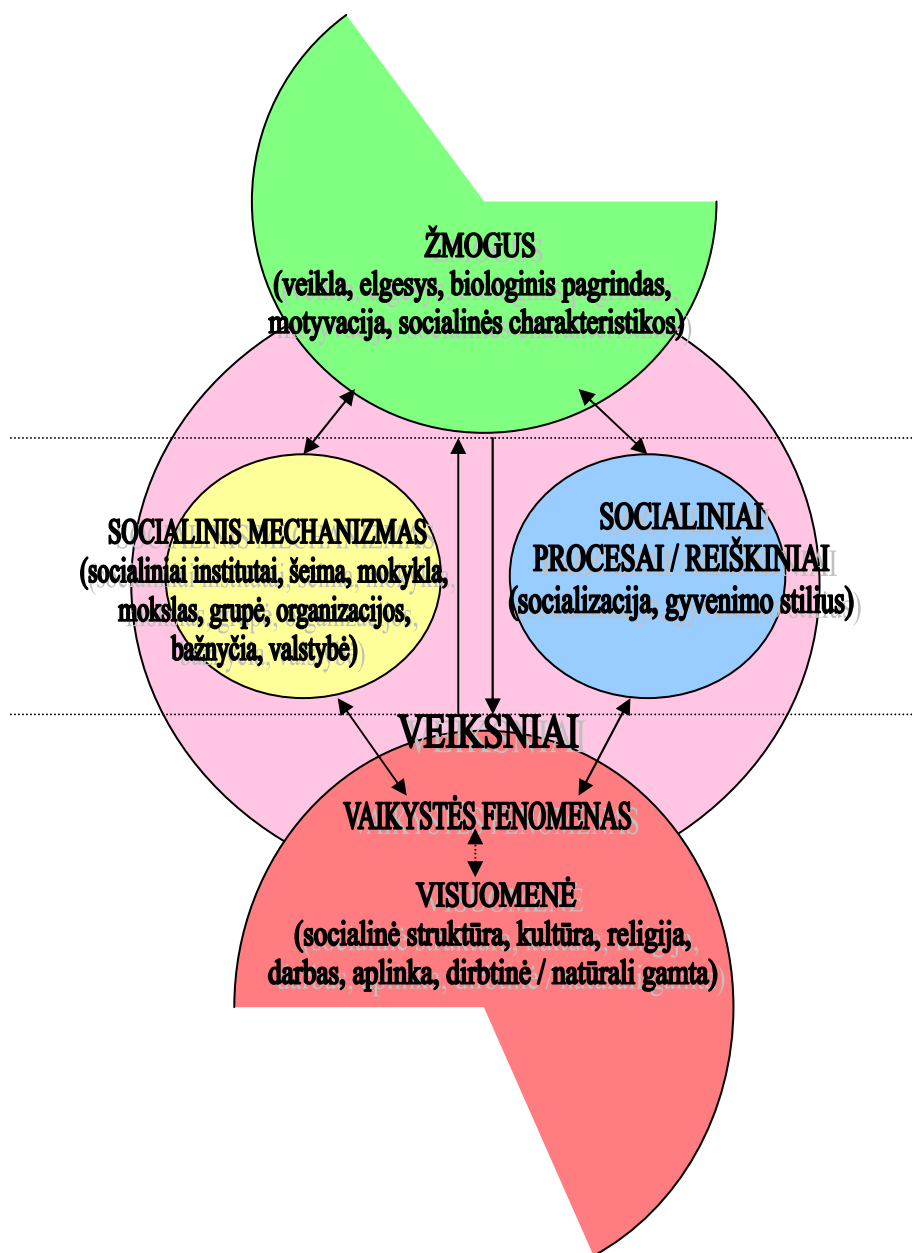 ŽMOGUS
(veikla, elgesys, biologinis pagrindas,
motyvacija, socialinės charakteristikos)
SOCIALINIS MECHANIZMAS
(socialiniai institutai, šeima, mokykla,
mokslas, grupė, organizacijos,
bažnyčia, valstybė)
SOCIALINIAI
PROCESAI / REIŠKINIAI
(socializacija, gyvenimo stilius)
VEIKSNIAI
VAIKYSTĖS FENOMENAS
VISUOMENĖ
(socialinė struktūra, kultūra, religija,
darbas, aplinka, dirbtinė / natūrali gamta)